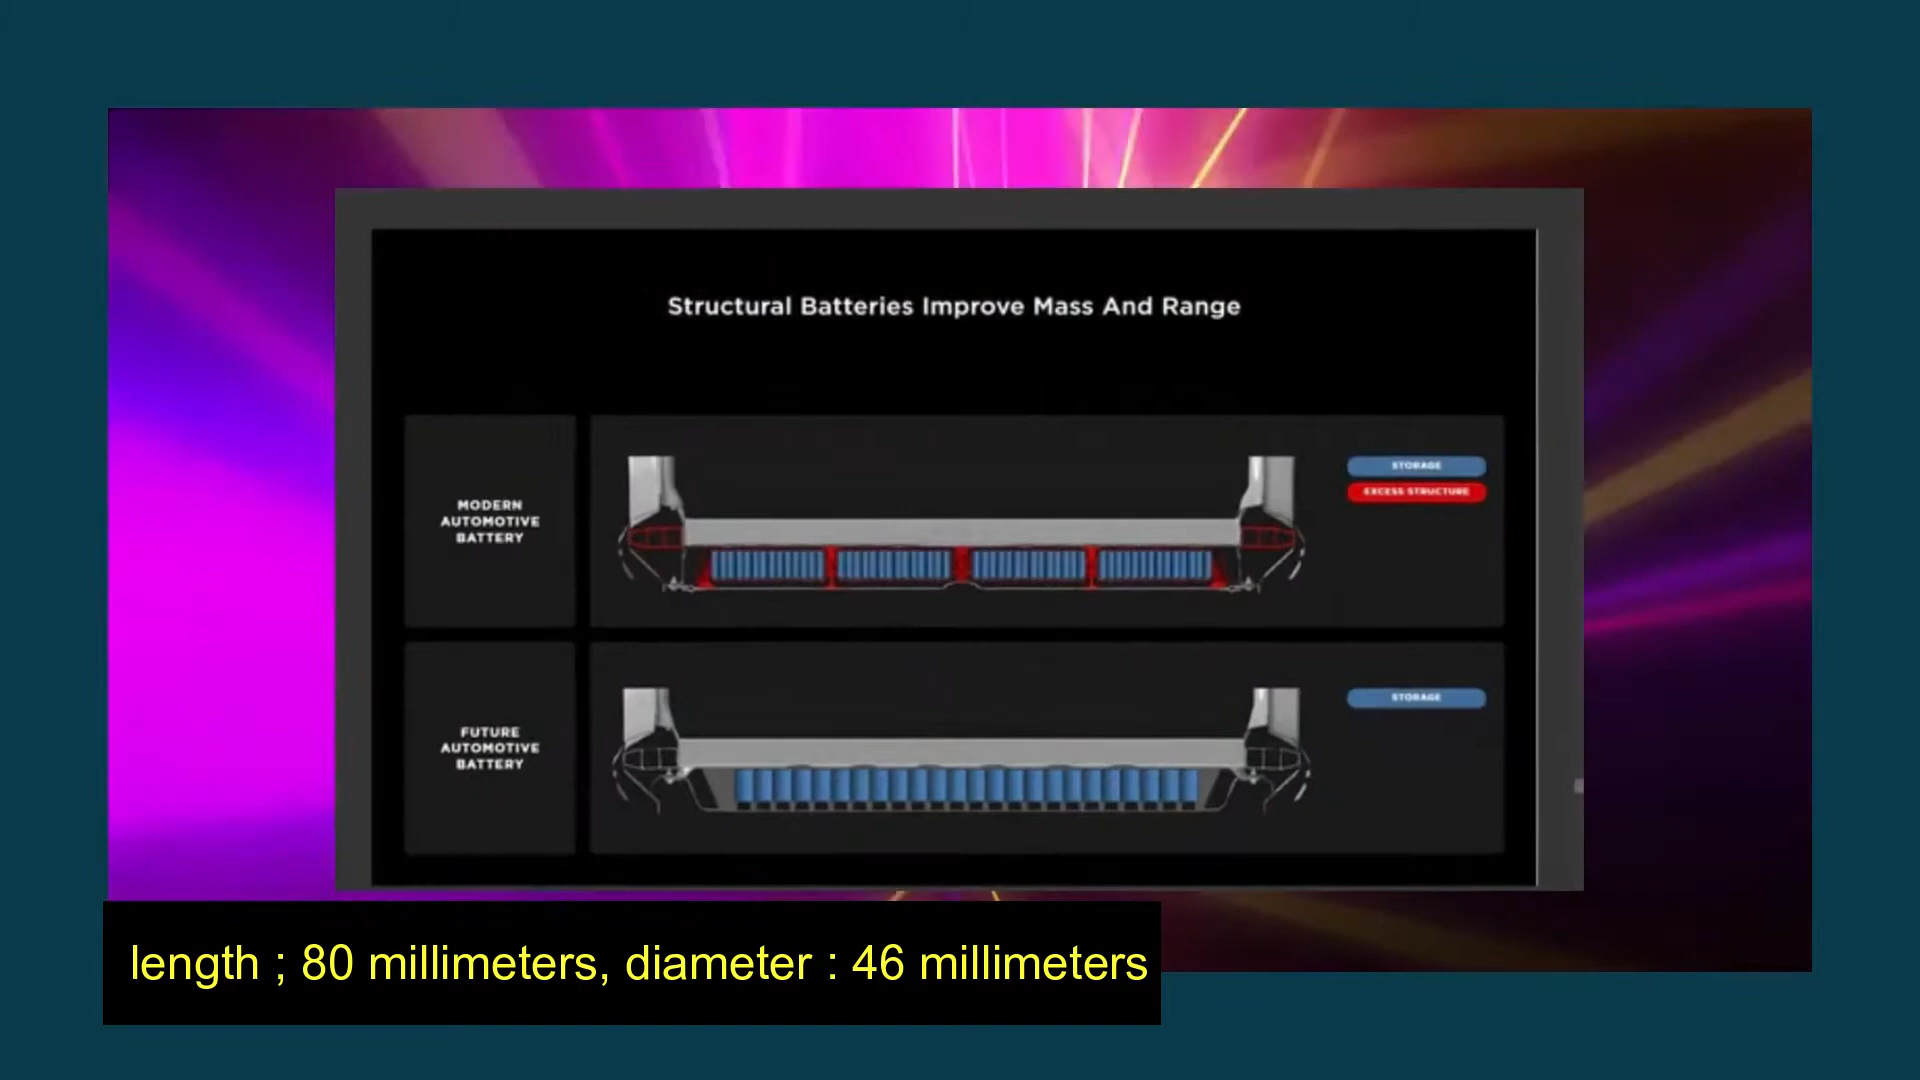 Structural Batteries Improve Mass And Range
MODERN
AUTOMOTIVE
BATTERY
STORAGE
EXCESS STRUCTURE
FUTURE
AUTOMOTIVE
BATTERY
STORAGE
length ; 80 millimeters, diameter : 46 millimeters